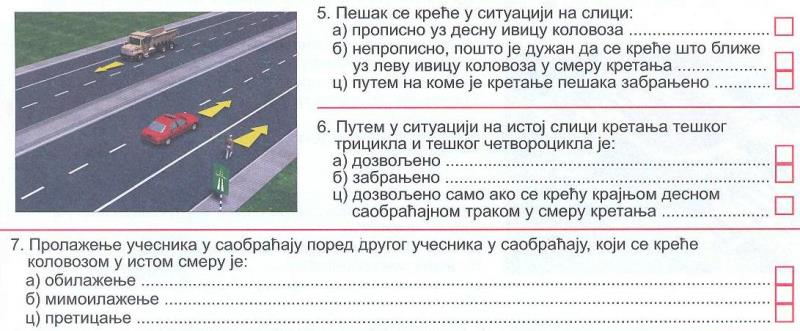 5. Пешак се креће у ситуацији на слици:
а) прописно уз десну ивицу коловоза
б) непрописно, пошто је дужан да се креће што ближе
уз леву ивицу коловоза у смеру кретања
ц) путем на коме је кретање пешака забрањено
6. Путем у ситуацији на истој слици кретања тешког
трицикла и тешког четвороцикла је:
а) дозвољено
б) забрањено
ц) дозвољено само ако се крећу крајњом десном
саобраћајном траком у смеру кретања
7. Пролажење учесника у саобраћају поред другог учесника у саобраћају, који се креће
коловозом у истом смеру је:
а) обилажење
б) мимоилажење
ц) претицање